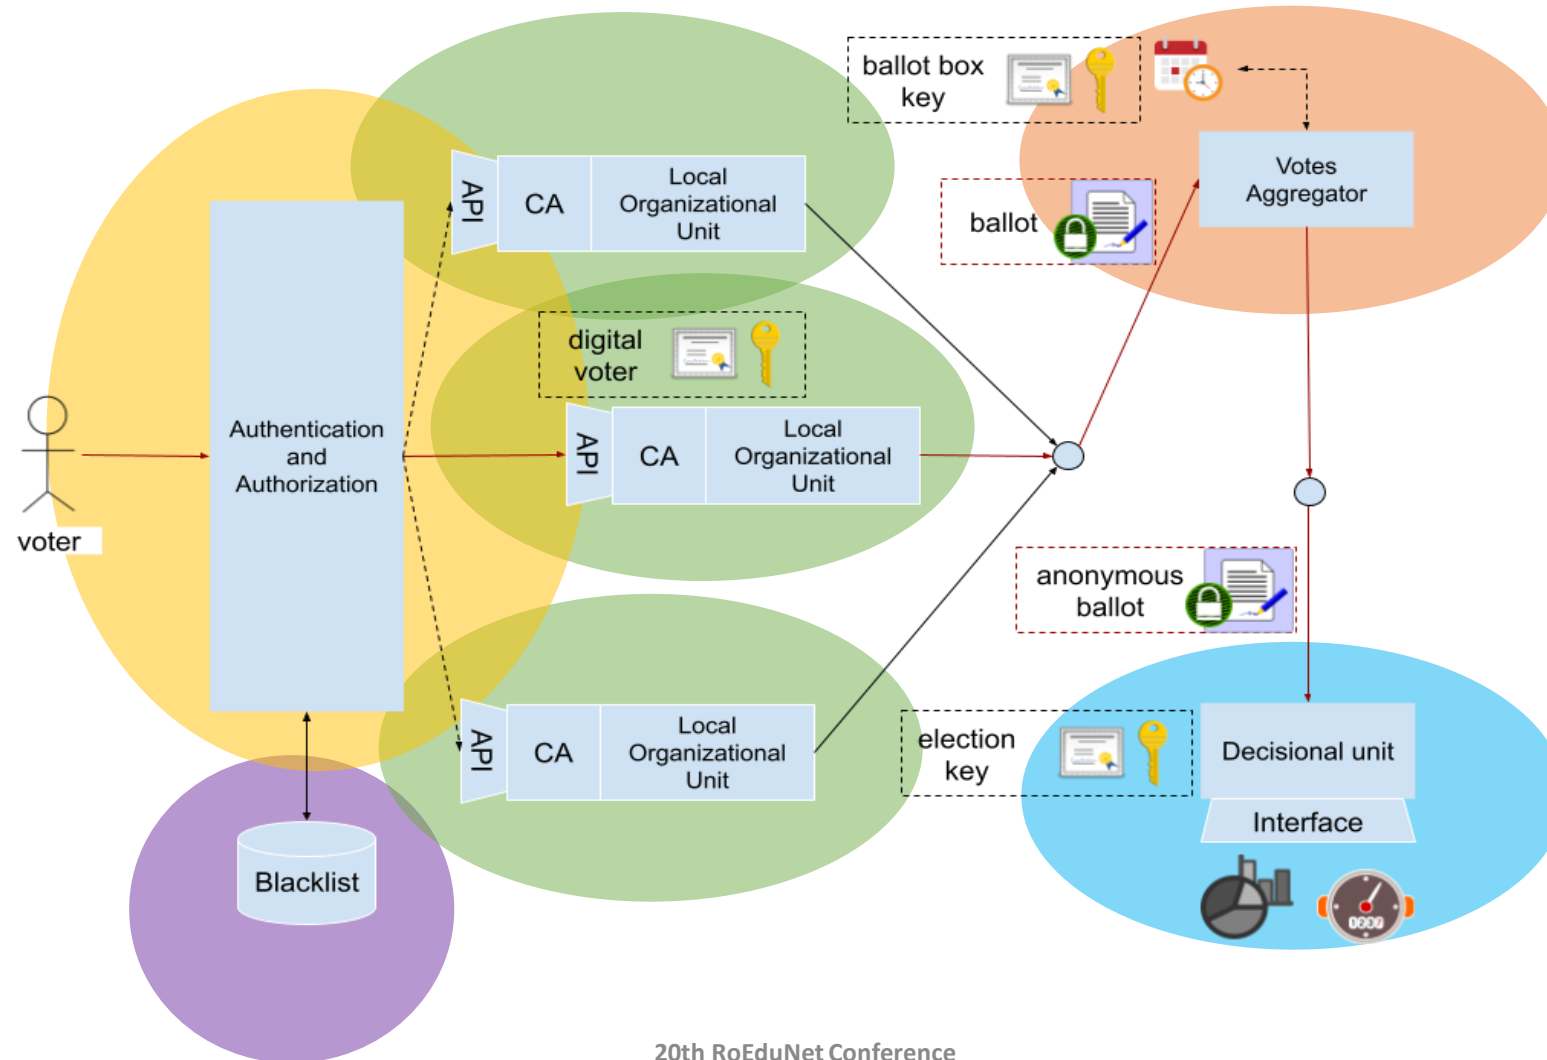 ballot box
key
Votes
Aggregator
API
CA
Local
Organizational
Unit
ballot
digital
voter
Authentication
and
Authorization
API
CA
Local
Organizational
Unit
voter
anonymous
ballot
API
CA
Local
Organizational
Unit
election
key
Decisional unit
Interface
Blacklist
20th RoEduNet Conference